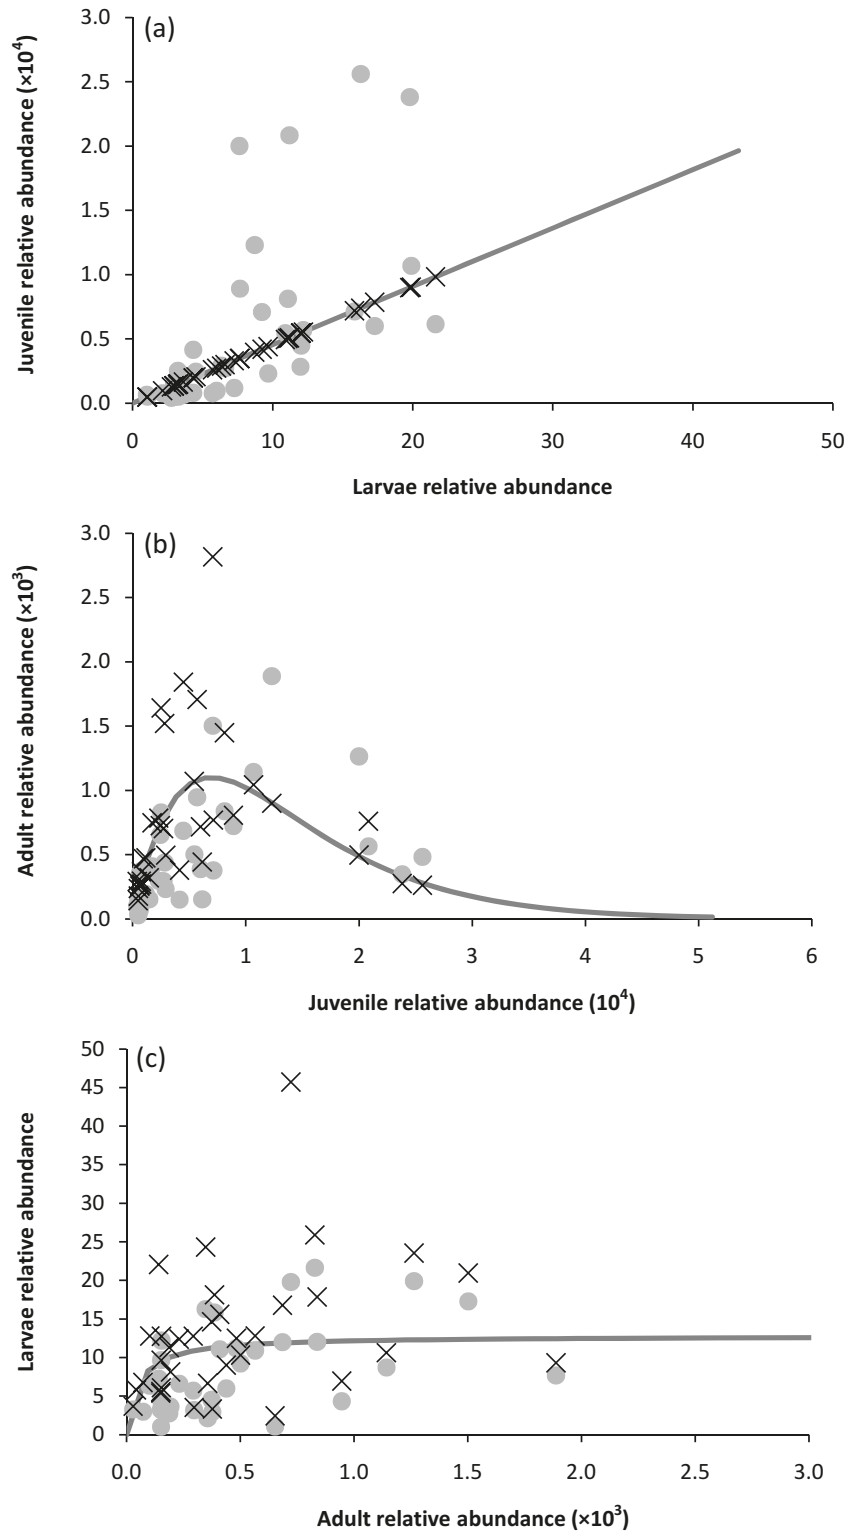 (a)
Juvenile relative abundance (×10⁴)
3.0
2.5
2.0
1.5
1.0
0.5
0.0
0 10 20 30 40 50
Larvae relative abundance
(b)
Adult relative abundance (×10³)
3.0
2.5
2.0
1.5
1.0
0.5
0.0
0 1 2 3 4 5 6
Juvenile relative abundance (10⁴)
(c)
Larvae relative abundance
50
45
40
35
30
25
20
15
10
5
0
0.0 0.5 1.0 1.5 2.0 2.5 3.0
Adult relative abundance (×10³)